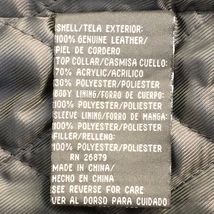 SHELL/TELA EXTERIOR:
100% GENUINE LEATHER/
PIEL DE CORDERO
TOP COLLAR/CASMISA CUELLO:
70% ACRYLIC/ACRILICO
30% POLYESTER/POLIESTER
BODY LINING/FORRO DE CUERPO:
100% POLYESTER/POLIESTER
SLEEVE LINING/FORRO DE MANGA:
100% POLYESTER/POLIESTER
FILLER/RELLENO:
100% POLYESTER/POLIESTER
RN 26879
MADE IN CHINA/
HECHO EN CHINA
SEE REVERSE FOR CARE
VER AL DORSO PARA CUIDADO